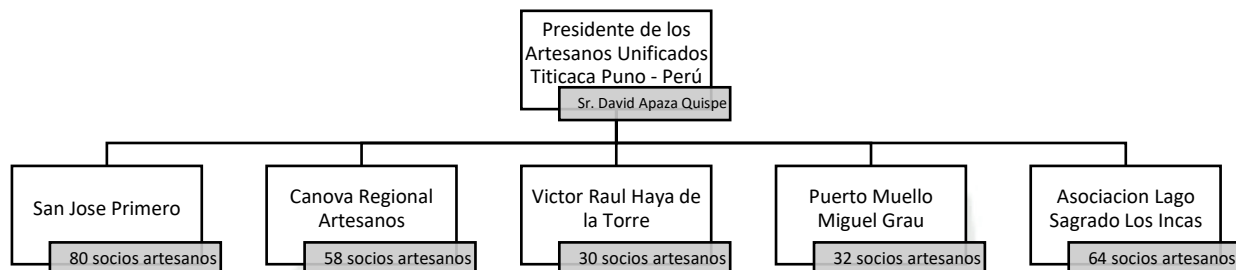 Presidente de los
Artesanos Unificados
Titicaca Puno - Perú
Sr. David Apaza Quispe
San Jose Primero
80 socios artesanos
Canova Regional
Artesanos
58 socios artesanos
Victor Raul Haya de
la Torre
30 socios artesanos
Puerto Muello
Miguel Grau
32 socios artesanos
Asociacion Lago
Sagrado Los Incas
64 socios artesanos